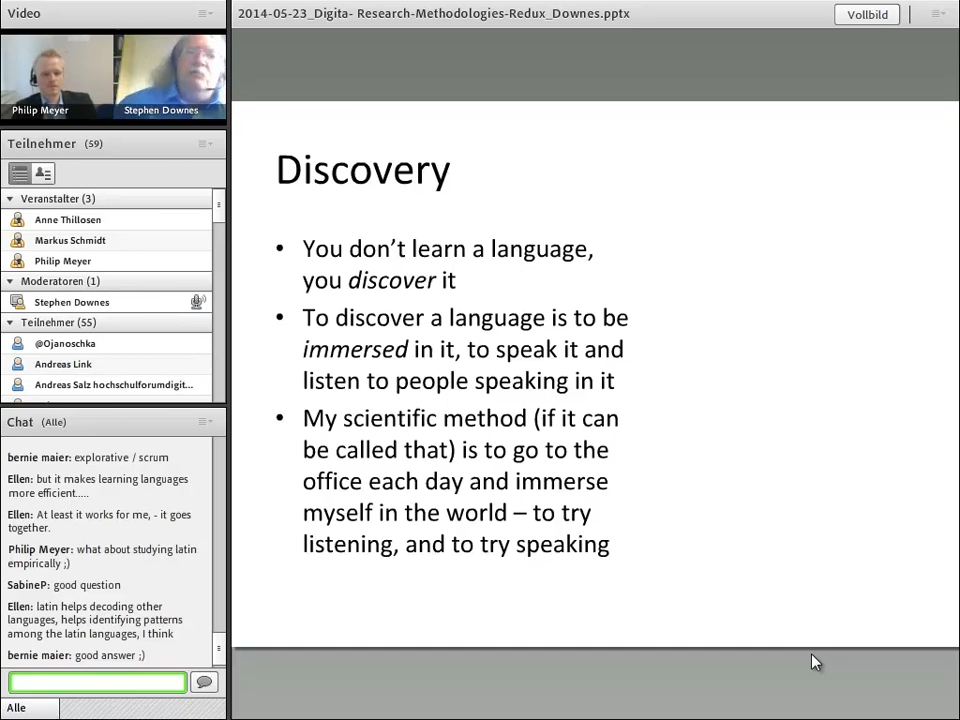 Video
2014-05-23_Digita- Research-Methodologies-Redux_Downes.pptx
Vollbild
Philip Meyer
Stephen Downes
Teilnehmer (59)
Veranstalter (3)
Anne Thillosen
Markus Schmidt
Philip Meyer
Moderatoren (1)
Stephen Downes
Teilnehmer (55)
@Ojanoschka
Andreas Link
Andreas Salz hochschulforumdigit...
Chat (Alle)
bernie maier: explorative / scrum
Ellen: but it makes learning languages
more efficient.....
Ellen: At least it works for me, - it goes
together.
Philip Meyer: what about studying latin
empirically ;)
SabineP: good question
Ellen: latin helps decoding other
languages, helps identifying patterns
among the latin languages, I think
bernie maier: good answer ;)
Alle
Discovery
• You don’t learn a language,
you discover it
• To discover a language is to be
immersed in it, to speak it and
listen to people speaking in it
• My scientific method (if it can
be called that) is to go to the
office each day and immerse
myself in the world – to try
listening, and to try speaking